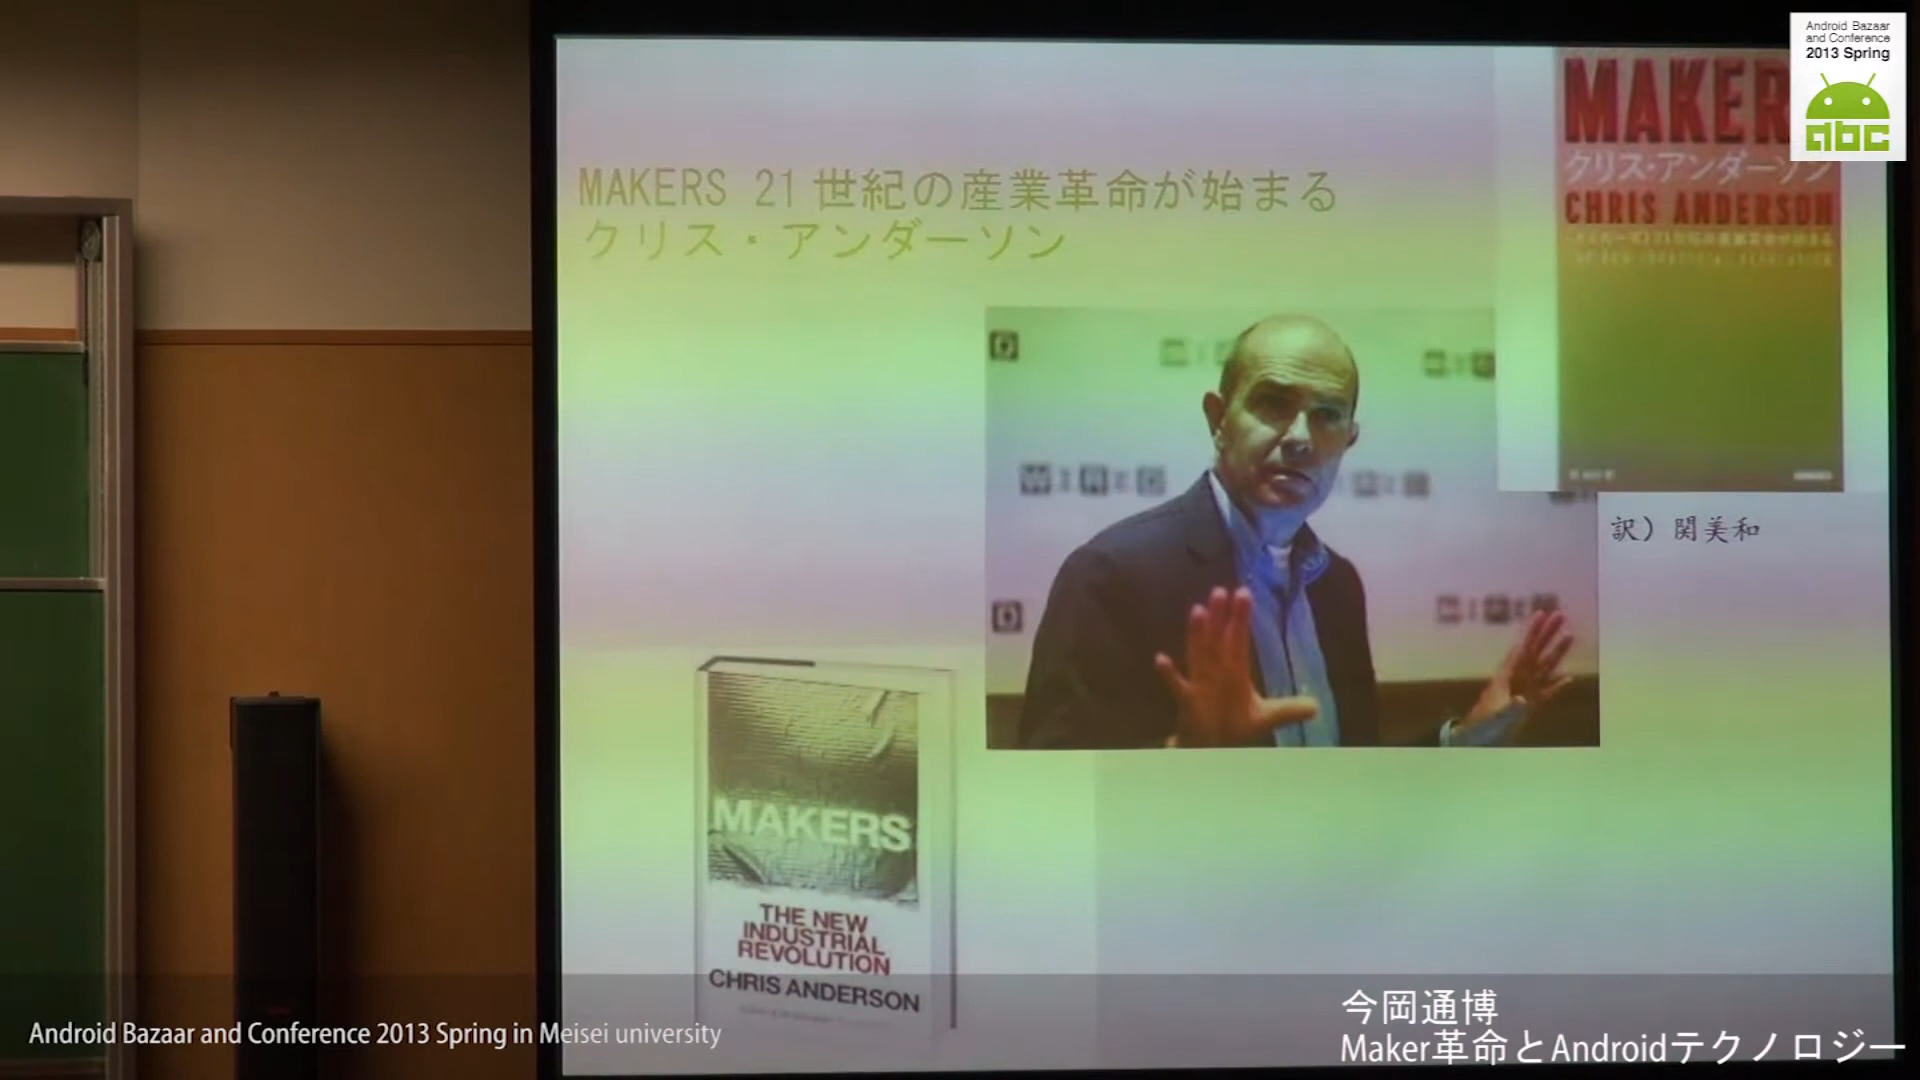 Android Bazaar
and Conference
2013 Spring
abc
MAKERS 21世紀の産業革命が始まる
クリス・アンダーソン
MAKER
クリス・アンダーソン
CHRIS ANDERSON
訳）関美和
MAKERS
THE NEW
INDUSTRIAL
REVOLUTION
CHRIS ANDERSON
Android Bazaar and Conference 2013 Spring in Meisei university
今岡通博
Maker革命とAndroidテクノロジー